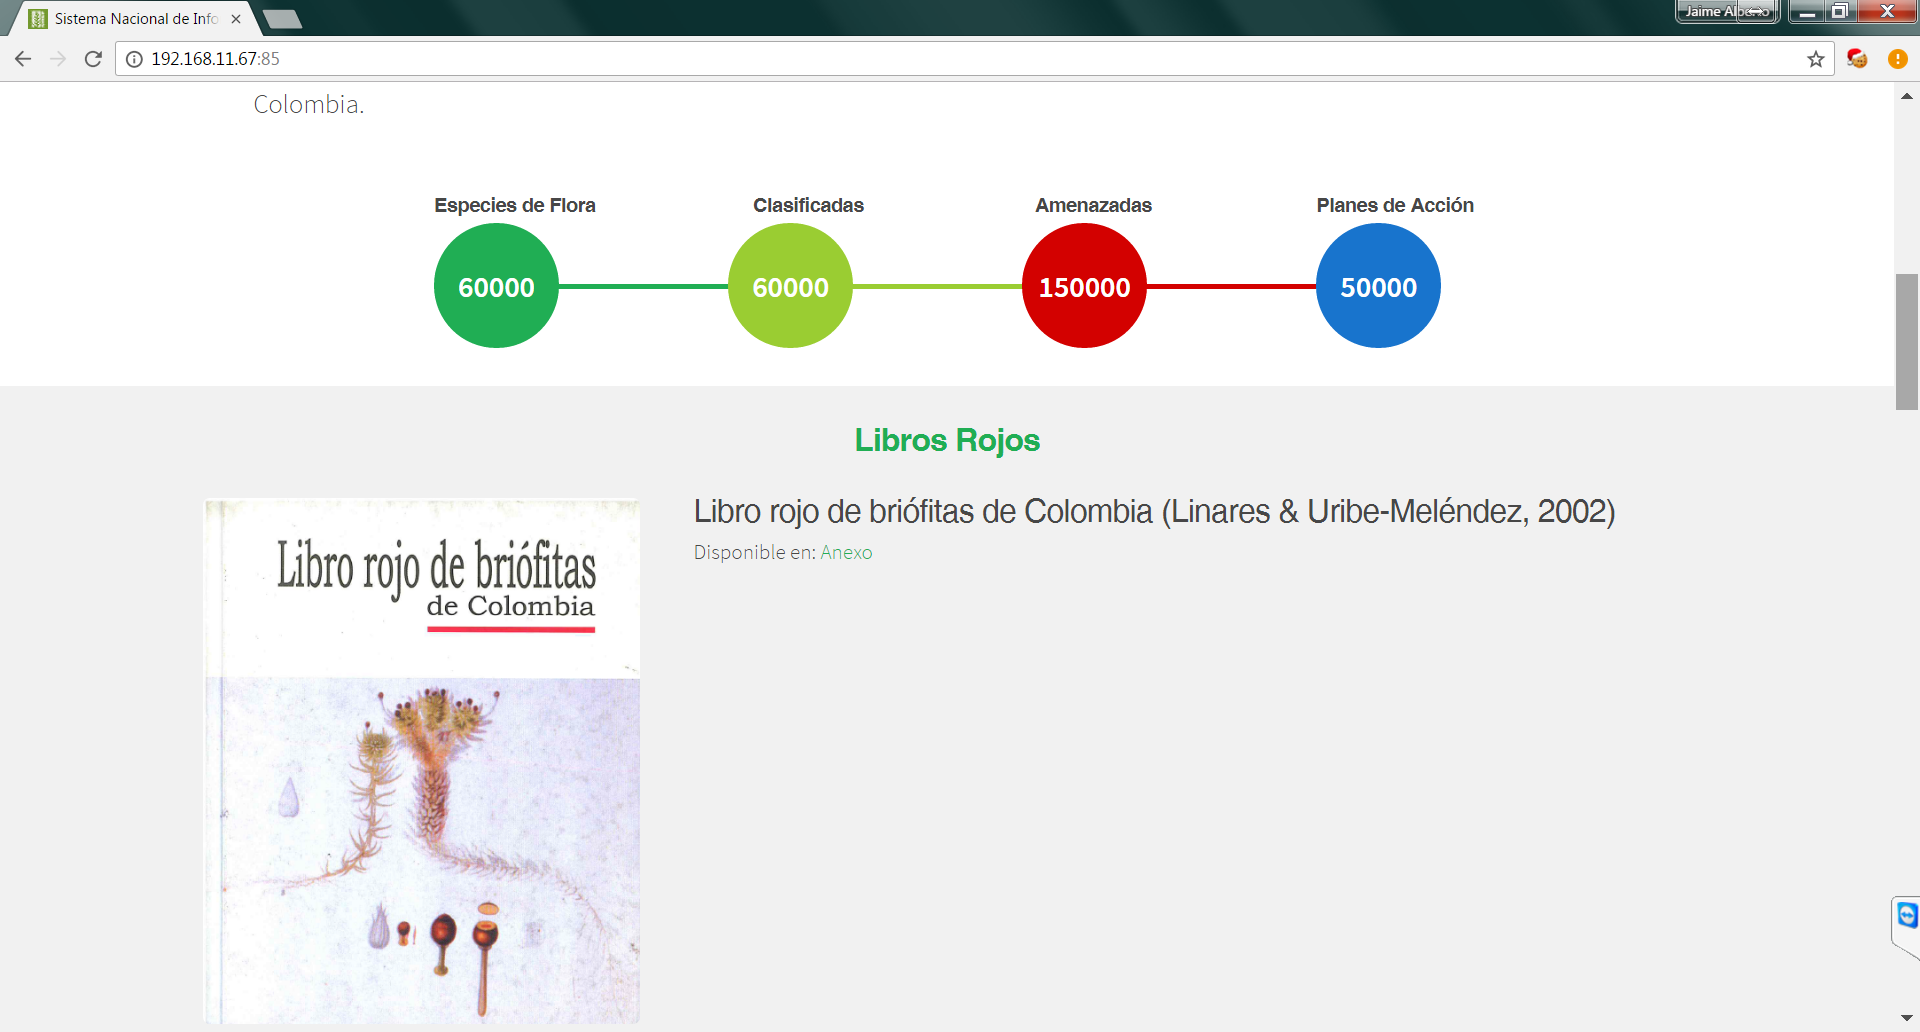 Sistema Nacional de Info
192.168.11.67:85
Colombia.
Especies de Flora
Clasificadas
Amenazadas
Planes de Acción
60000
60000
150000
50000
Libros Rojos
Libro rojo de briófitas de Colombia (Linares & Uribe-Meléndez, 2002)
Disponible en: Anexo
Libro rojo de briófitas
de Colombia